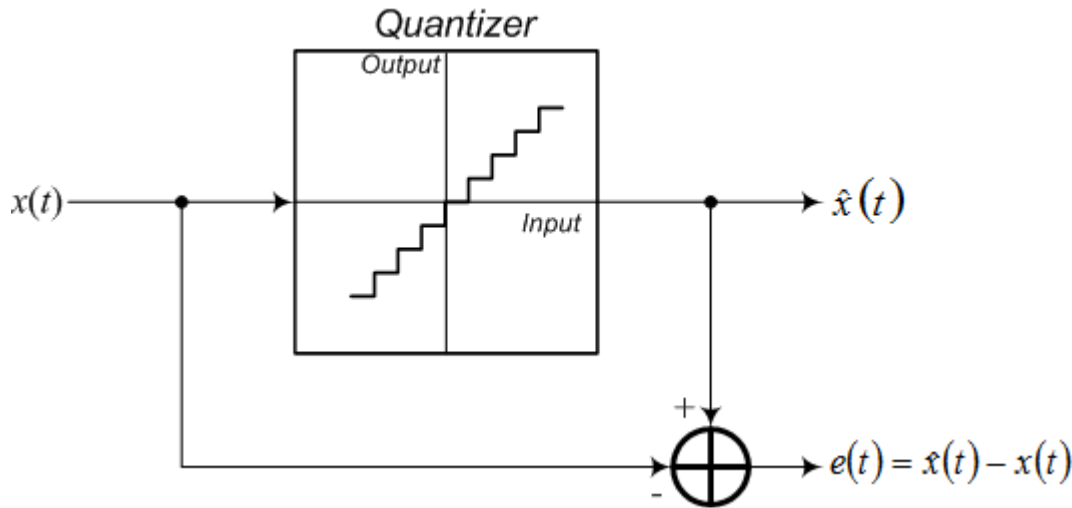 Quantizer
Output
x(t)
x̂(t)
Input
+
-
e(t) = x̂(t) − x(t)